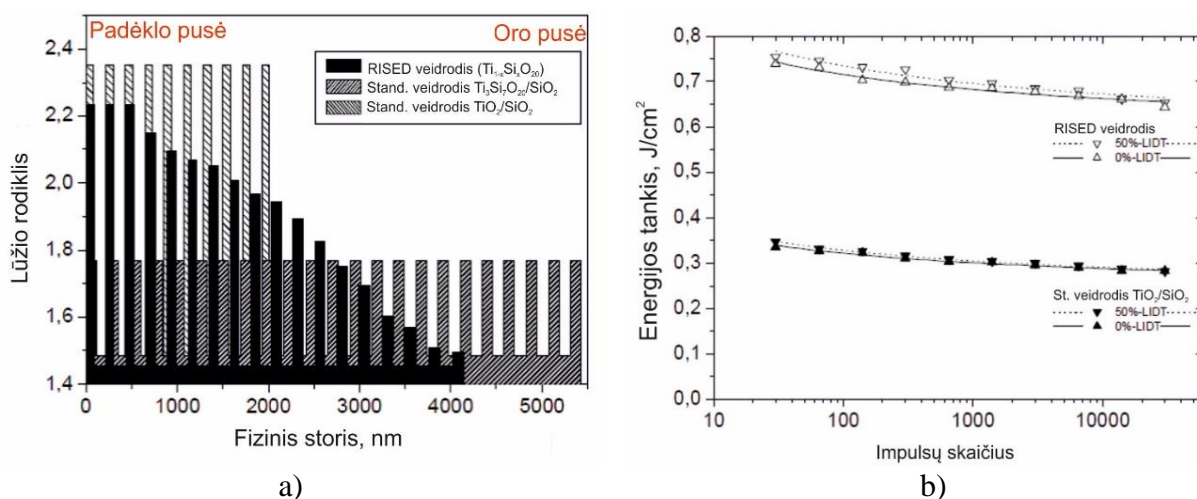 Padėklo pusė
Oro pusė
RISED veidrodis (Ti₁₋ₓSiₓO₂₀)
Stand. veidrodis Ti₃Si₇O₂₀/SiO₂
Stand. veidrodis TiO₂/SiO₂
Lūžio rodiklis
2,4
2,2
2,0
1,8
1,6
1,4
0
1000
2000
3000
4000
5000
Fizinis storis, nm
a)
Energijos tankis, J/cm²
0,8
0,7
0,6
0,5
0,4
0,3
0,2
0,1
0,0
RISED veidrodis
50%-LIDT
0%-LIDT
St. veidrodis TiO₂/SiO₂
50%-LIDT
0%-LIDT
10
100
1000
10000
Impulsų skaičius
b)